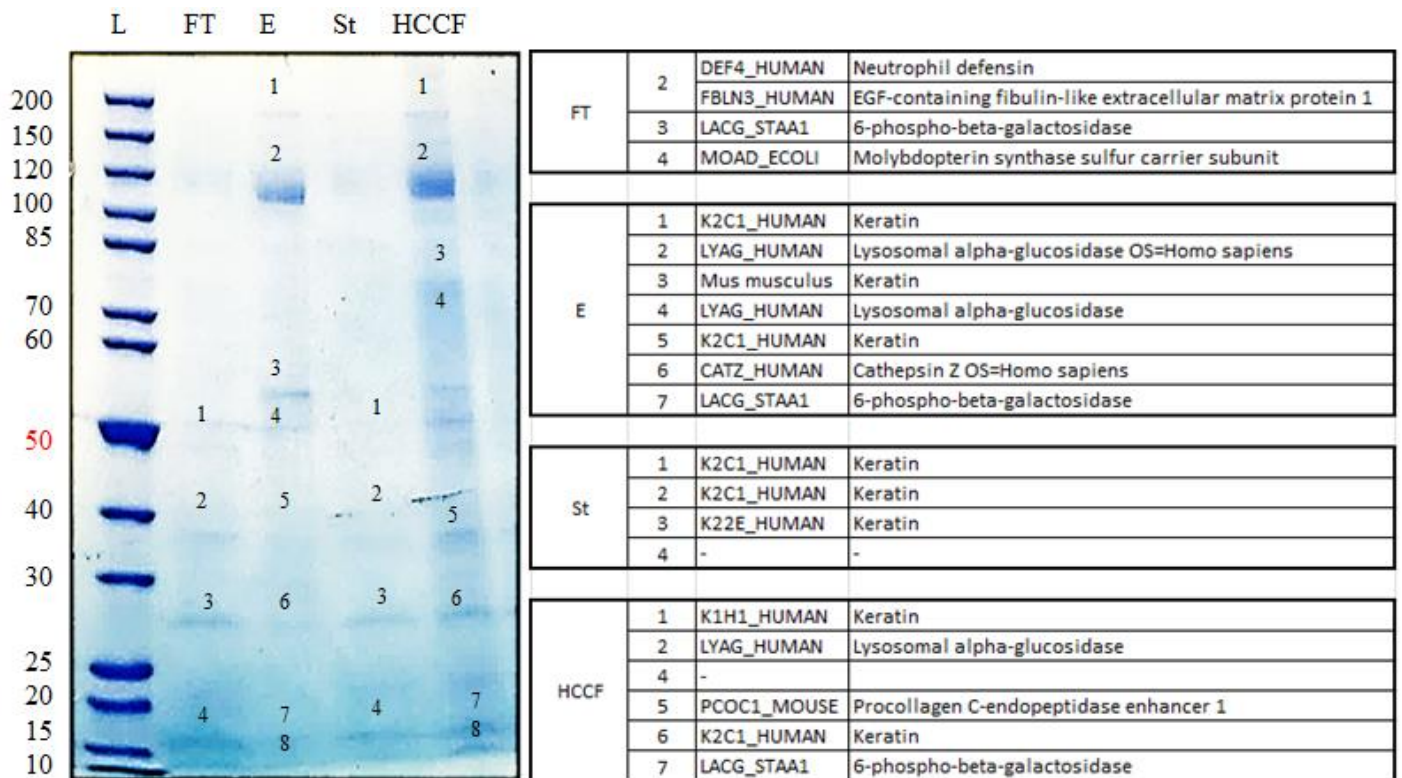 L FT E St HCCF
200
150
120
100
85
70
60
50
40
30
25
20
15
10
1 1
2 2
3
4
3
1 4 1
2 5 2 5
3 6 3 6
4 7 4 7
8 8
FT
2 DEF4_HUMAN Neutrophil defensin
FBLN3_HUMAN EGF-containing fibulin-like extracellular matrix protein 1
3 LACG_STAA1 6-phospho-beta-galactosidase
4 MOAD_ECOLI Molybdopterin synthase sulfur carrier subunit
E
1 K2C1_HUMAN Keratin
2 LYAG_HUMAN Lysosomal alpha-glucosidase OS=Homo sapiens
3 Mus musculus Keratin
4 LYAG_HUMAN Lysosomal alpha-glucosidase
5 K2C1_HUMAN Keratin
6 CATZ_HUMAN Cathepsin Z OS=Homo sapiens
7 LACG_STAA1 6-phospho-beta-galactosidase
St
1 K2C1_HUMAN Keratin
2 K2C1_HUMAN Keratin
3 K22E_HUMAN Keratin
4 - -
HCCF
1 K1H1_HUMAN Keratin
2 LYAG_HUMAN Lysosomal alpha-glucosidase
4 -
5 PCOC1_MOUSE Procollagen C-endopeptidase enhancer 1
6 K2C1_HUMAN Keratin
7 LACG_STAA1 6-phospho-beta-galactosidase